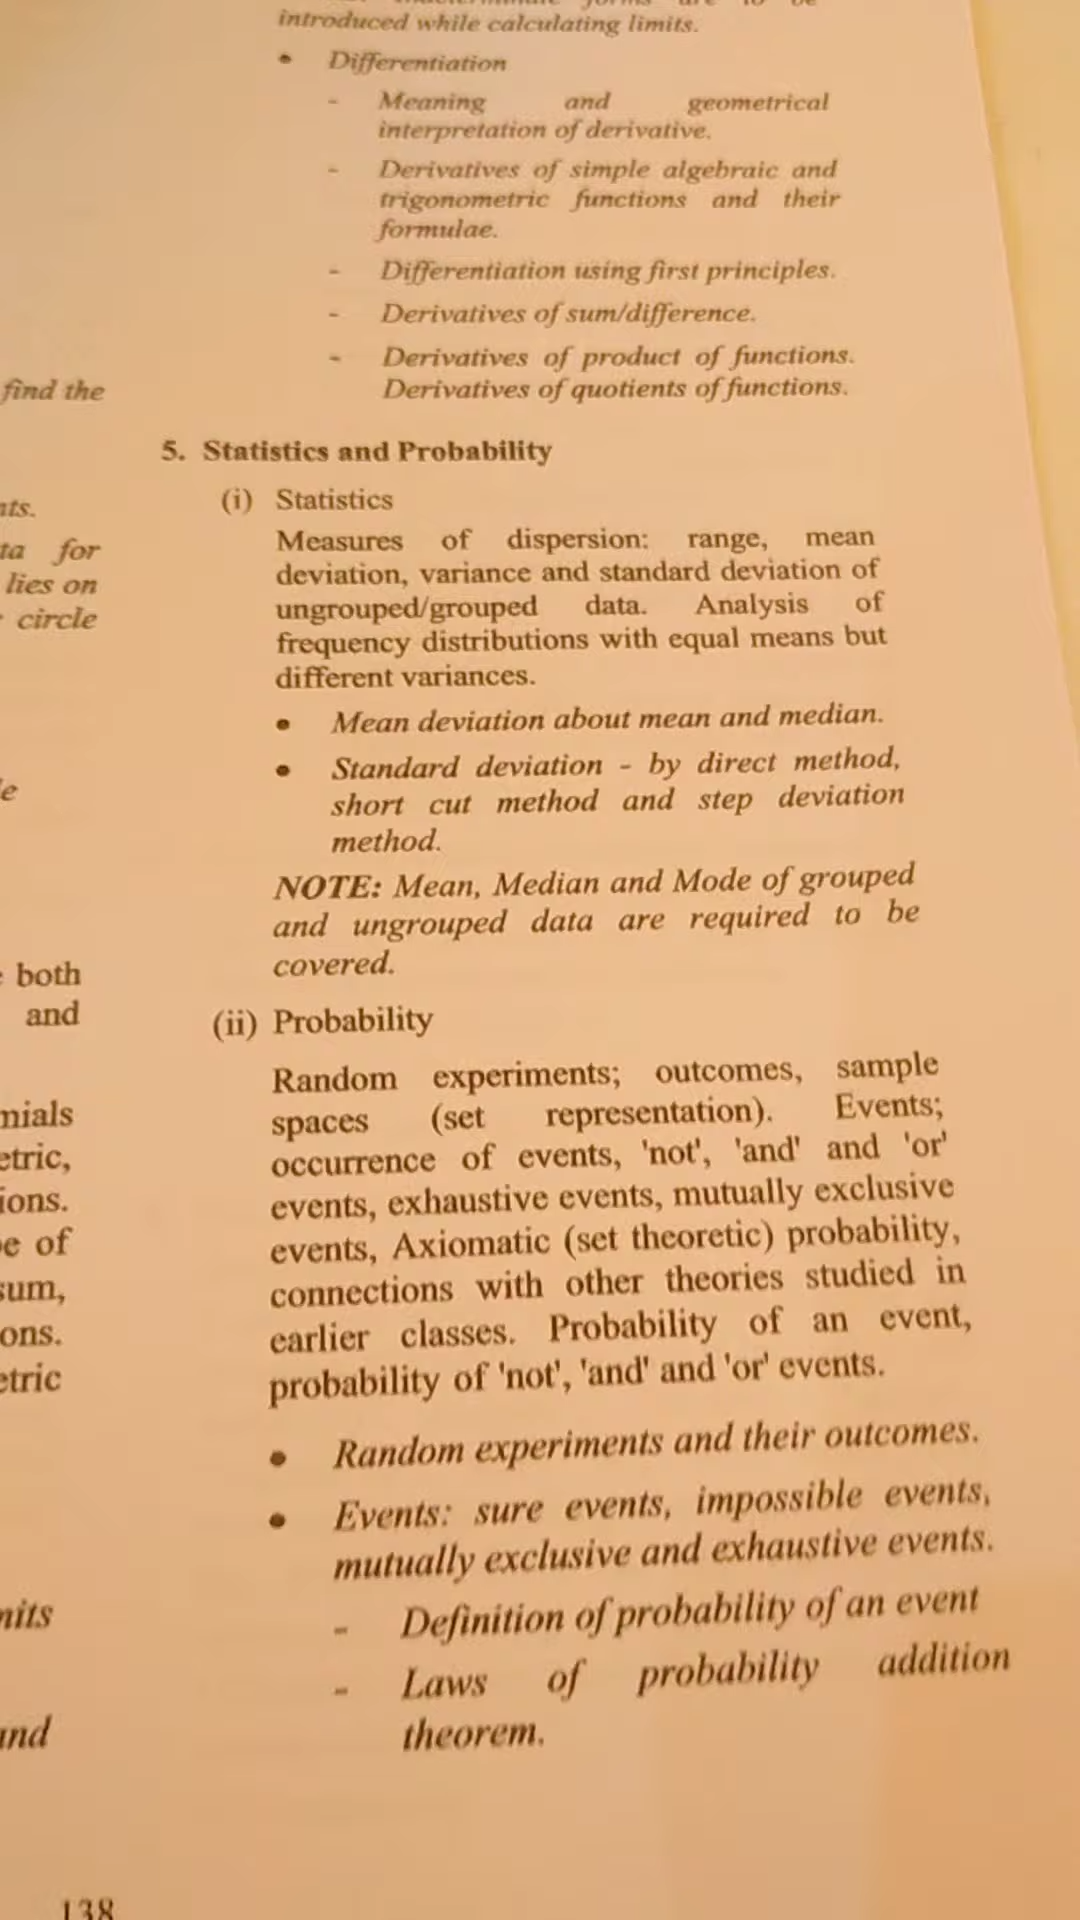 introduced while calculating limits.
• Differentiation
- Meaning and geometrical
interpretation of derivative.
- Derivatives of simple algebraic and
trigonometric functions and their
formulae.
- Differentiation using first principles.
- Derivatives of sum/difference.
- Derivatives of product of functions.
Derivatives of quotients of functions.
5. Statistics and Probability
(i) Statistics
Measures of dispersion: range, mean
deviation, variance and standard deviation of
ungrouped/grouped data. Analysis of
frequency distributions with equal means but
different variances.
• Mean deviation about mean and median.
• Standard deviation - by direct method,
short cut method and step deviation
method.
NOTE: Mean, Median and Mode of grouped
and ungrouped data are required to be
covered.
(ii) Probability
Random experiments; outcomes, sample
spaces (set representation). Events;
occurrence of events, 'not', 'and' and 'or'
events, exhaustive events, mutually exclusive
events, Axiomatic (set theoretic) probability,
connections with other theories studied in
earlier classes. Probability of an event,
probability of 'not', 'and' and 'or' events.
• Random experiments and their outcomes.
• Events: sure events, impossible events,
mutually exclusive and exhaustive events.
- Definition of probability of an event
- Laws of probability addition
theorem.
find the
for
lies on
circle
both
and
of
138